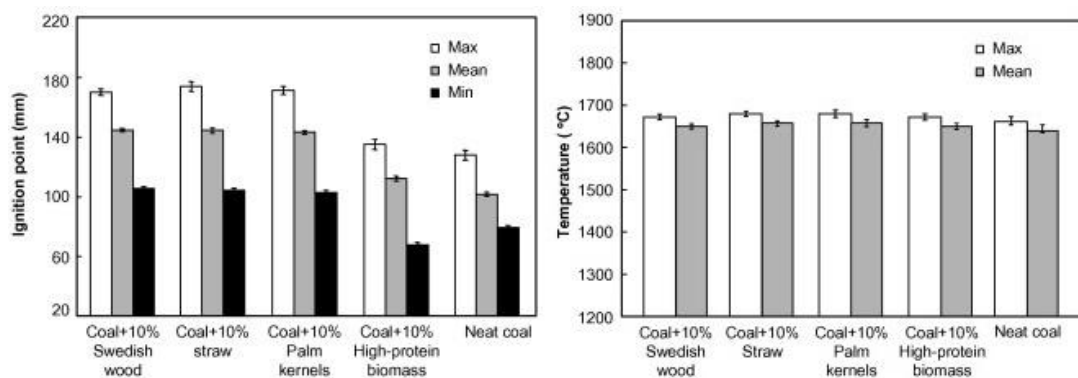 220
180
140
100
60
20
Ignition point (mm)
Max
Mean
Min
Coal+10%
Swedish
wood
Coal+10%
straw
Coal+10%
Palm
kernels
Coal+10%
High-protein
biomass
Neat coal
1900
1800
1700
1600
1500
1400
1300
1200
Temperature ( °C)
Max
Mean
Coal+10%
Swedish
wood
Coal+10%
Straw
Coal+10%
Palm
kernels
Coal+10%
High-protein
biomass
Neat coal